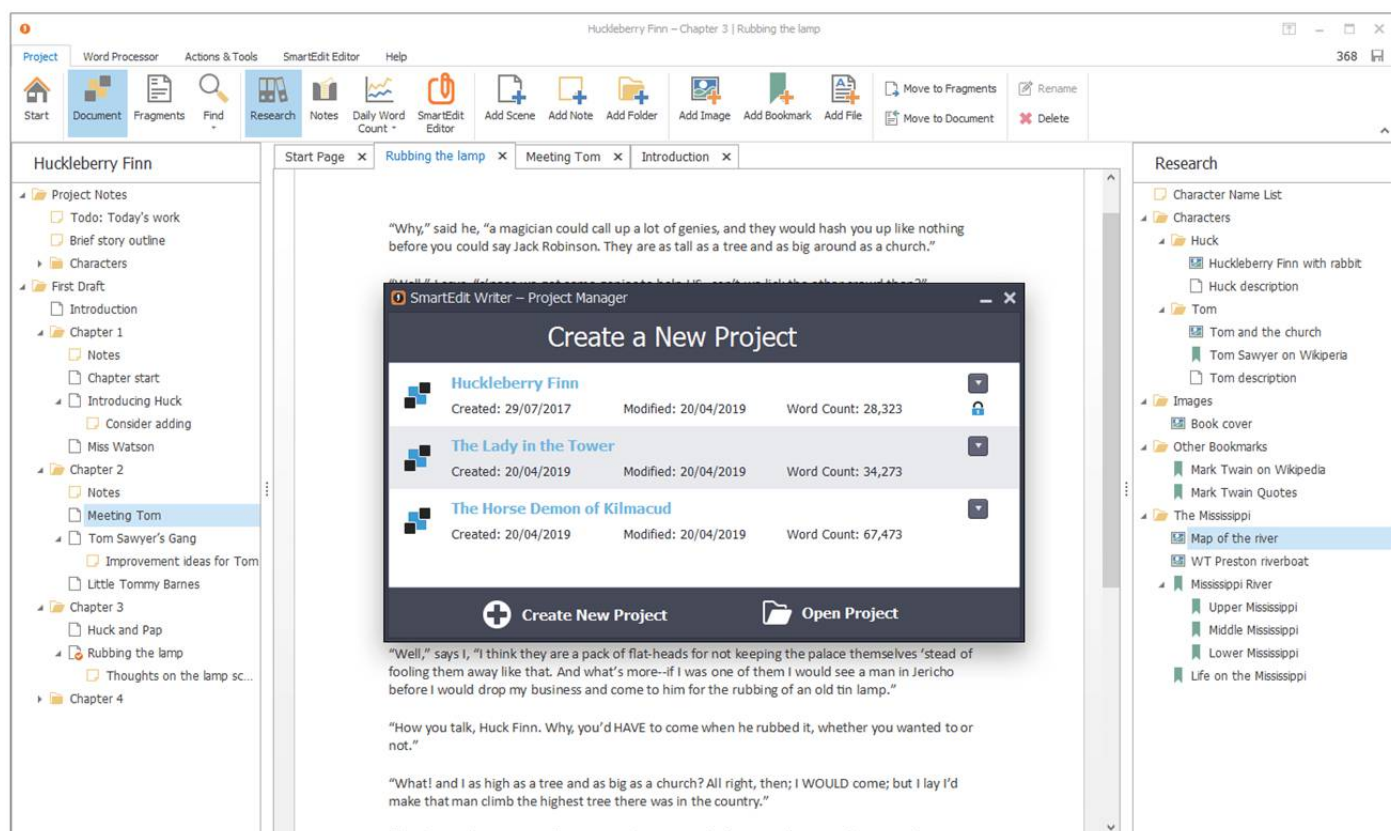 Huckleberry Finn – Chapter 3 | Rubbing the lamp
Project Word Processor Actions & Tools SmartEdit Editor Help 368
Start Document Fragments Find Research Notes Daily Word Count SmartEdit Editor Add Scene Add Note Add Folder Add Image Add Bookmark Add File Move to Fragments Rename
Move to Document Delete
Huckleberry Finn
Project Notes
Todo: Today's work
Brief story outline
Characters
First Draft
Introduction
Chapter 1
Notes
Chapter start
Introducing Huck
Consider adding
Miss Watson
Chapter 2
Notes
Meeting Tom
Tom Sawyer's Gang
Improvement ideas for Tom
Little Tommy Barnes
Chapter 3
Huck and Pap
Rubbing the lamp
Thoughts on the lamp sc...
Chapter 4
Start Page Rubbing the lamp Meeting Tom Introduction
“Why,” said he, “a magician could call up a lot of genies, and they would hash you up like nothing
before you could say Jack Robinson. They are as tall as a tree and as big around as a church.”
SmartEdit Writer – Project Manager
Create a New Project
Huckleberry Finn
Created: 29/07/2017 Modified: 20/04/2019 Word Count: 28,323
The Lady in the Tower
Created: 20/04/2019 Modified: 20/04/2019 Word Count: 34,273
The Horse Demon of Kilmacud
Created: 20/04/2019 Modified: 20/04/2019 Word Count: 67,473
Create New Project Open Project
“Well,” says I, “I think they are a pack of flat-heads for not keeping the palace themselves ‘stead of
fooling them away like that. And what’s more--if I was one of them I would see a man in Jericho
before I would drop my business and come to him for the rubbing of an old tin lamp.”
“How you talk, Huck Finn. Why, you’d HAVE to come when he rubbed it, whether you wanted to or
not.”
“What! and I as high as a tree and as big as a church? All right, then; I WOULD come; but I lay I’d
make that man climb the highest tree there was in the country.”
Research
Character Name List
Characters
Huck
Huckleberry Finn with rabbit
Huck description
Tom
Tom and the church
Tom Sawyer on Wikiperia
Tom description
Images
Book cover
Other Bookmarks
Mark Twain on Wikipedia
Mark Twain Quotes
The Mississippi
Map of the river
WT Preston riverboat
Mississippi River
Upper Mississippi
Middle Mississippi
Lower Mississippi
Life on the Mississippi